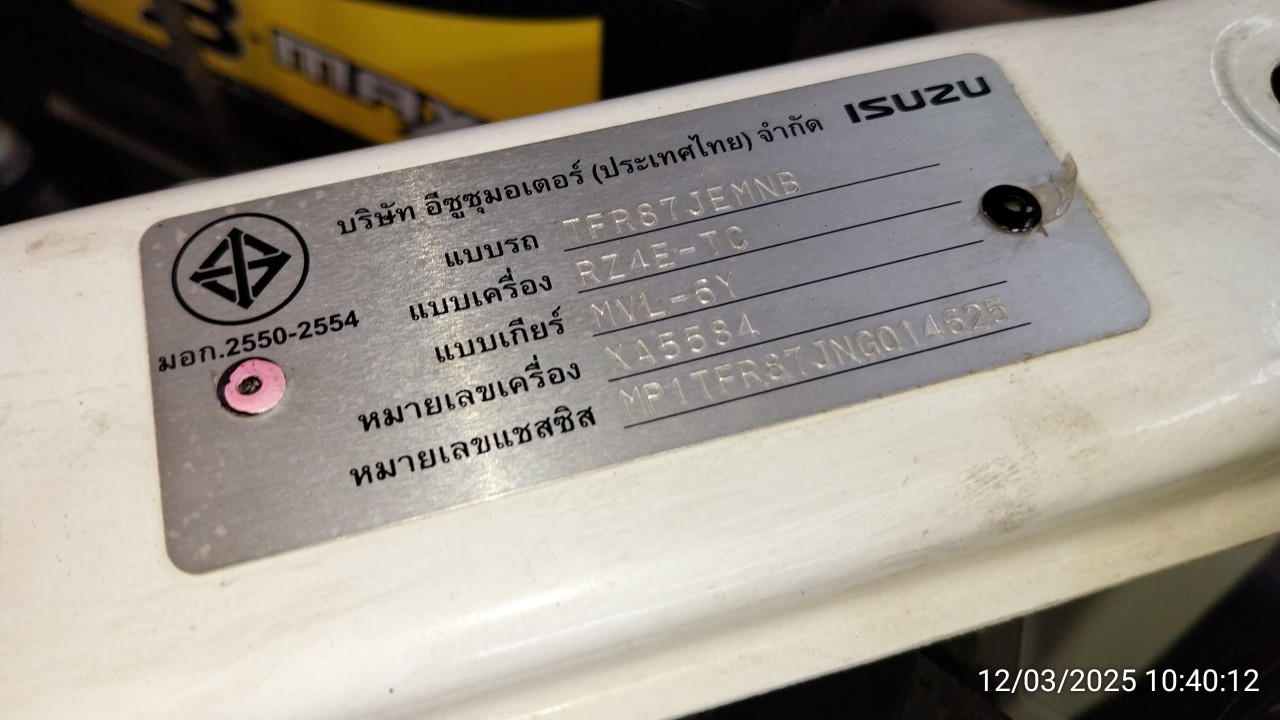 B-MAX
ISUZU
บริษัท อีซูซุมอเตอร์ (ประเทศไทย) จำกัด
แบบรถ TFR87JEMNB
แบบเครื่อง RZ4E-TC
แบบเกียร์ MVL-6Y
หมายเลขเครื่อง XA5584
หมายเลขแชสซิส MP1TFR87JNG014625
มอก.2550-2554
12/03/2025 10:40:12